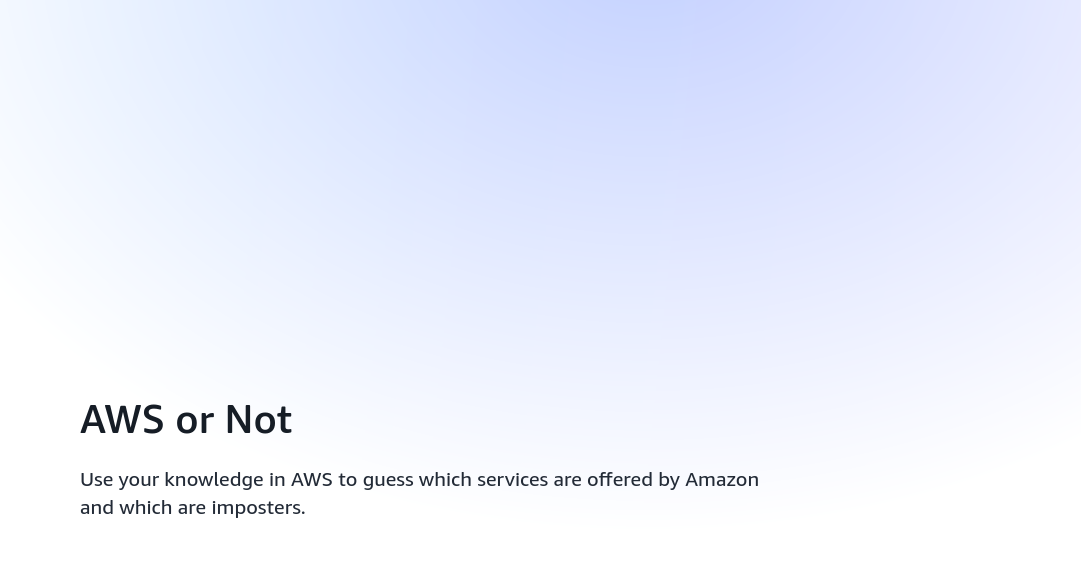 AWS or Not
Use your knowledge in AWS to guess which services are offered by Amazon
and which are imposters.